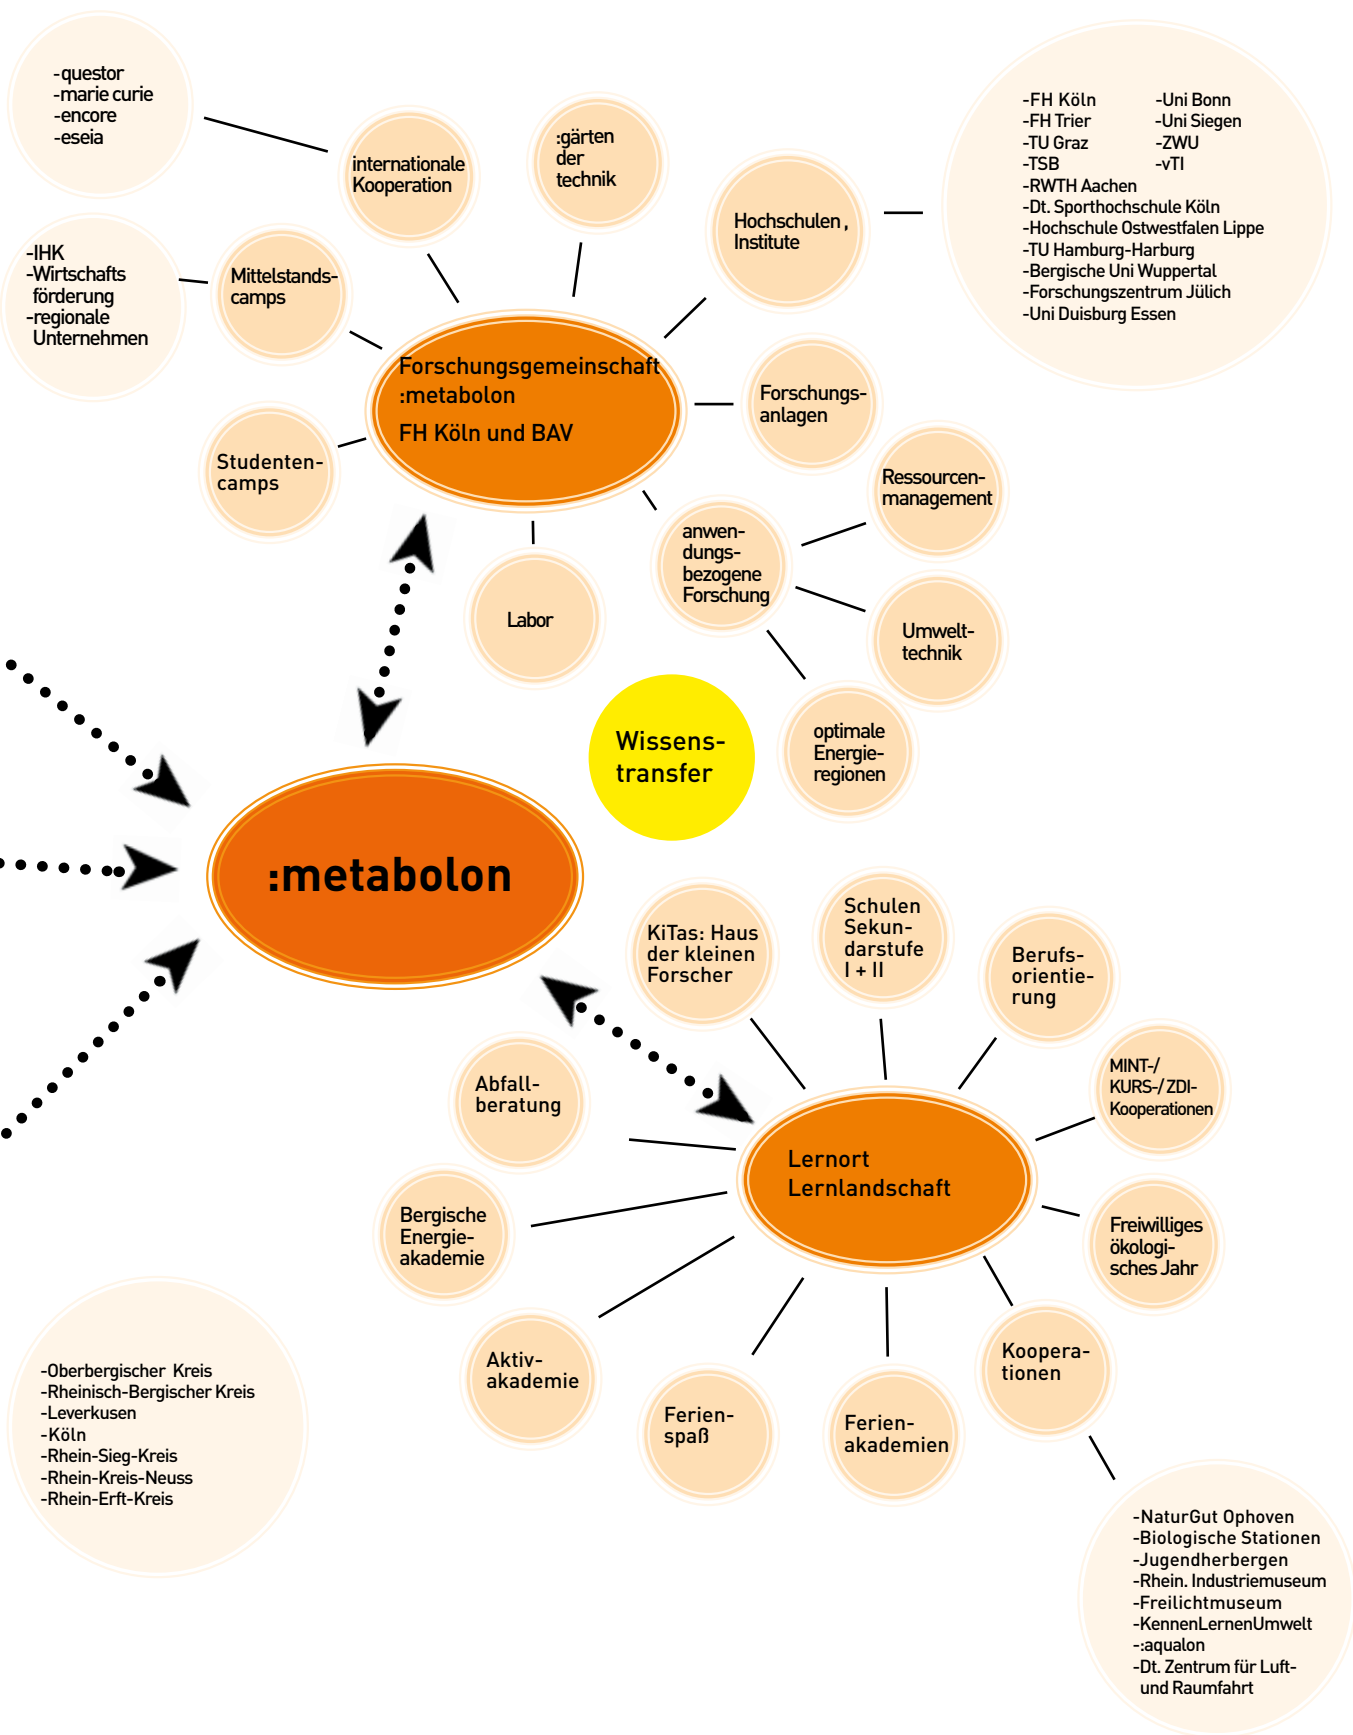 -questor
-marie curie
-encore
-eseia
internationale
Kooperation
:gärten
der
technik
Hochschulen ,
Institute
-FH Köln
-FH Trier
-TU Graz
-TSB
-Uni Bonn
-Uni Siegen
-ZWU
-vTI
-RWTH Aachen
-Dt. Sporthochschule Köln
-Hochschule Ostwestfalen Lippe
-TU Hamburg-Harburg
-Bergische Uni Wuppertal
-Forschungszentrum Jülich
-Uni Duisburg Essen
-IHK
-Wirtschafts
förderung
-regionale
Unternehmen
Mittelstands-
camps
Forschungsgemeinschaft
:metabolon
FH Köln und BAV
Forschungs-
anlagen
Studenten-
camps
Ressourcen-
management
anwen-
dungs-
bezogene
Forschung
Labor
Umwelt-
technik
optimale
Energie-
regionen
Wissens-
transfer
:metabolon
KiTas: Haus
der kleinen
Forscher
Schulen
Sekun-
darstufe
I + II
Berufs-
orientie-
rung
MINT-/
KURS-/ ZDI-
Kooperationen
Abfall-
beratung
Lernort
Lernlandschaft
Bergische
Energie-
akademie
Freiwilliges
ökologi-
sches Jahr
Aktiv-
akademie
Ferien-
spaß
Ferien-
akademien
Koopera-
tionen
-Oberbergischer Kreis
-Rheinisch-Bergischer Kreis
-Leverkusen
-Köln
-Rhein-Sieg-Kreis
-Rhein-Kreis-Neuss
-Rhein-Erft-Kreis
-NaturGut Ophoven
-Biologische Stationen
-Jugendherbergen
-Rhein. Industriemuseum
-Freilichtmuseum
-KennenLernenUmwelt
-:aqualon
-Dt. Zentrum für Luft-
und Raumfahrt